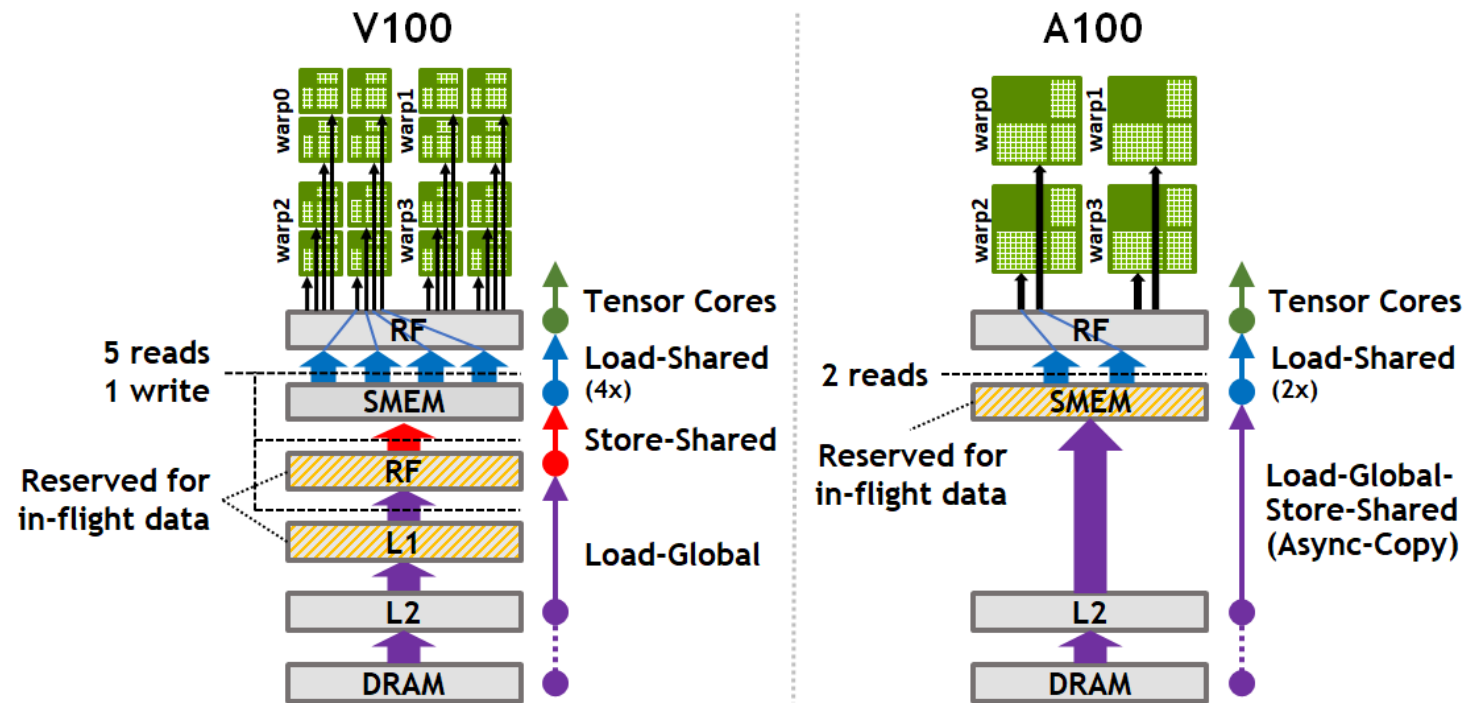 V100
warp0
warp1
warp2
warp3
Tensor Cores
RF
5 reads
1 write
Load-Shared
(4x)
SMEM
Store-Shared
RF
Reserved for
in-flight data
L1
Load-Global
L2
DRAM
A100
warp0
warp1
warp2
warp3
Tensor Cores
RF
2 reads
Load-Shared
(2x)
SMEM
Reserved for
in-flight data
Load-Global-
Store-Shared
(Async-Copy)
L2
DRAM